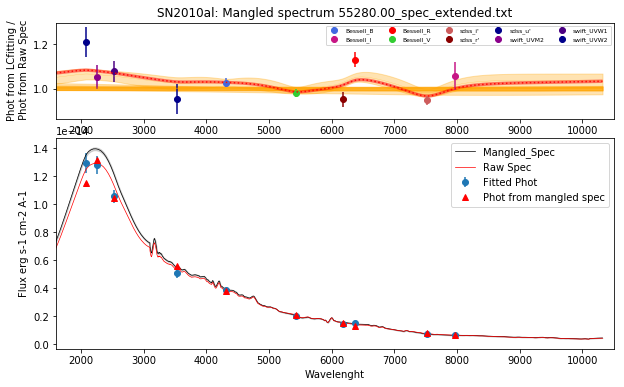 SN2010al: Mangled spectrum 55280.00_spec_extended.txt
Phot from LCfitting /
Phot from Raw Spec
1.2
1.0
Bessell_B
Bessell_I
Bessell_R
Bessell_V
sdss_i'
sdss_r'
sdss_u'
swift_UVM2
swift_UVW1
swift_UVW2
2000 3000 4000 5000 6000 7000 8000 9000 10000
1e−14
Flux erg s-1 cm-2 A-1
1.4
1.2
1.0
0.8
0.6
0.4
0.2
0.0
Mangled_Spec
Raw Spec
Fitted Phot
Phot from mangled spec
2000 3000 4000 5000 6000 7000 8000 9000 10000
Wavelenght